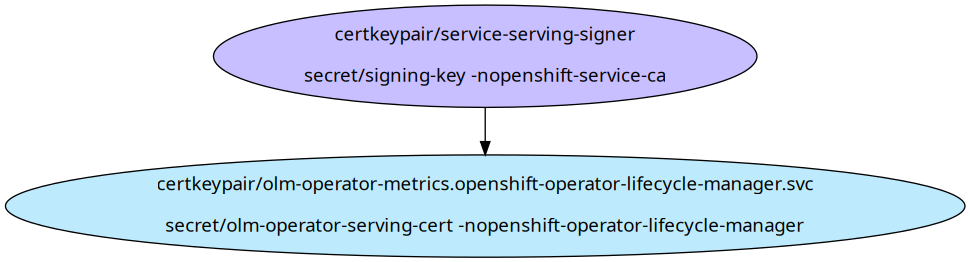 certkeypair/service-serving-signer
secret/signing-key -nopenshift-service-ca
certkeypair/olm-operator-metrics.openshift-operator-lifecycle-manager.svc
secret/olm-operator-serving-cert -nopenshift-operator-lifecycle-manager